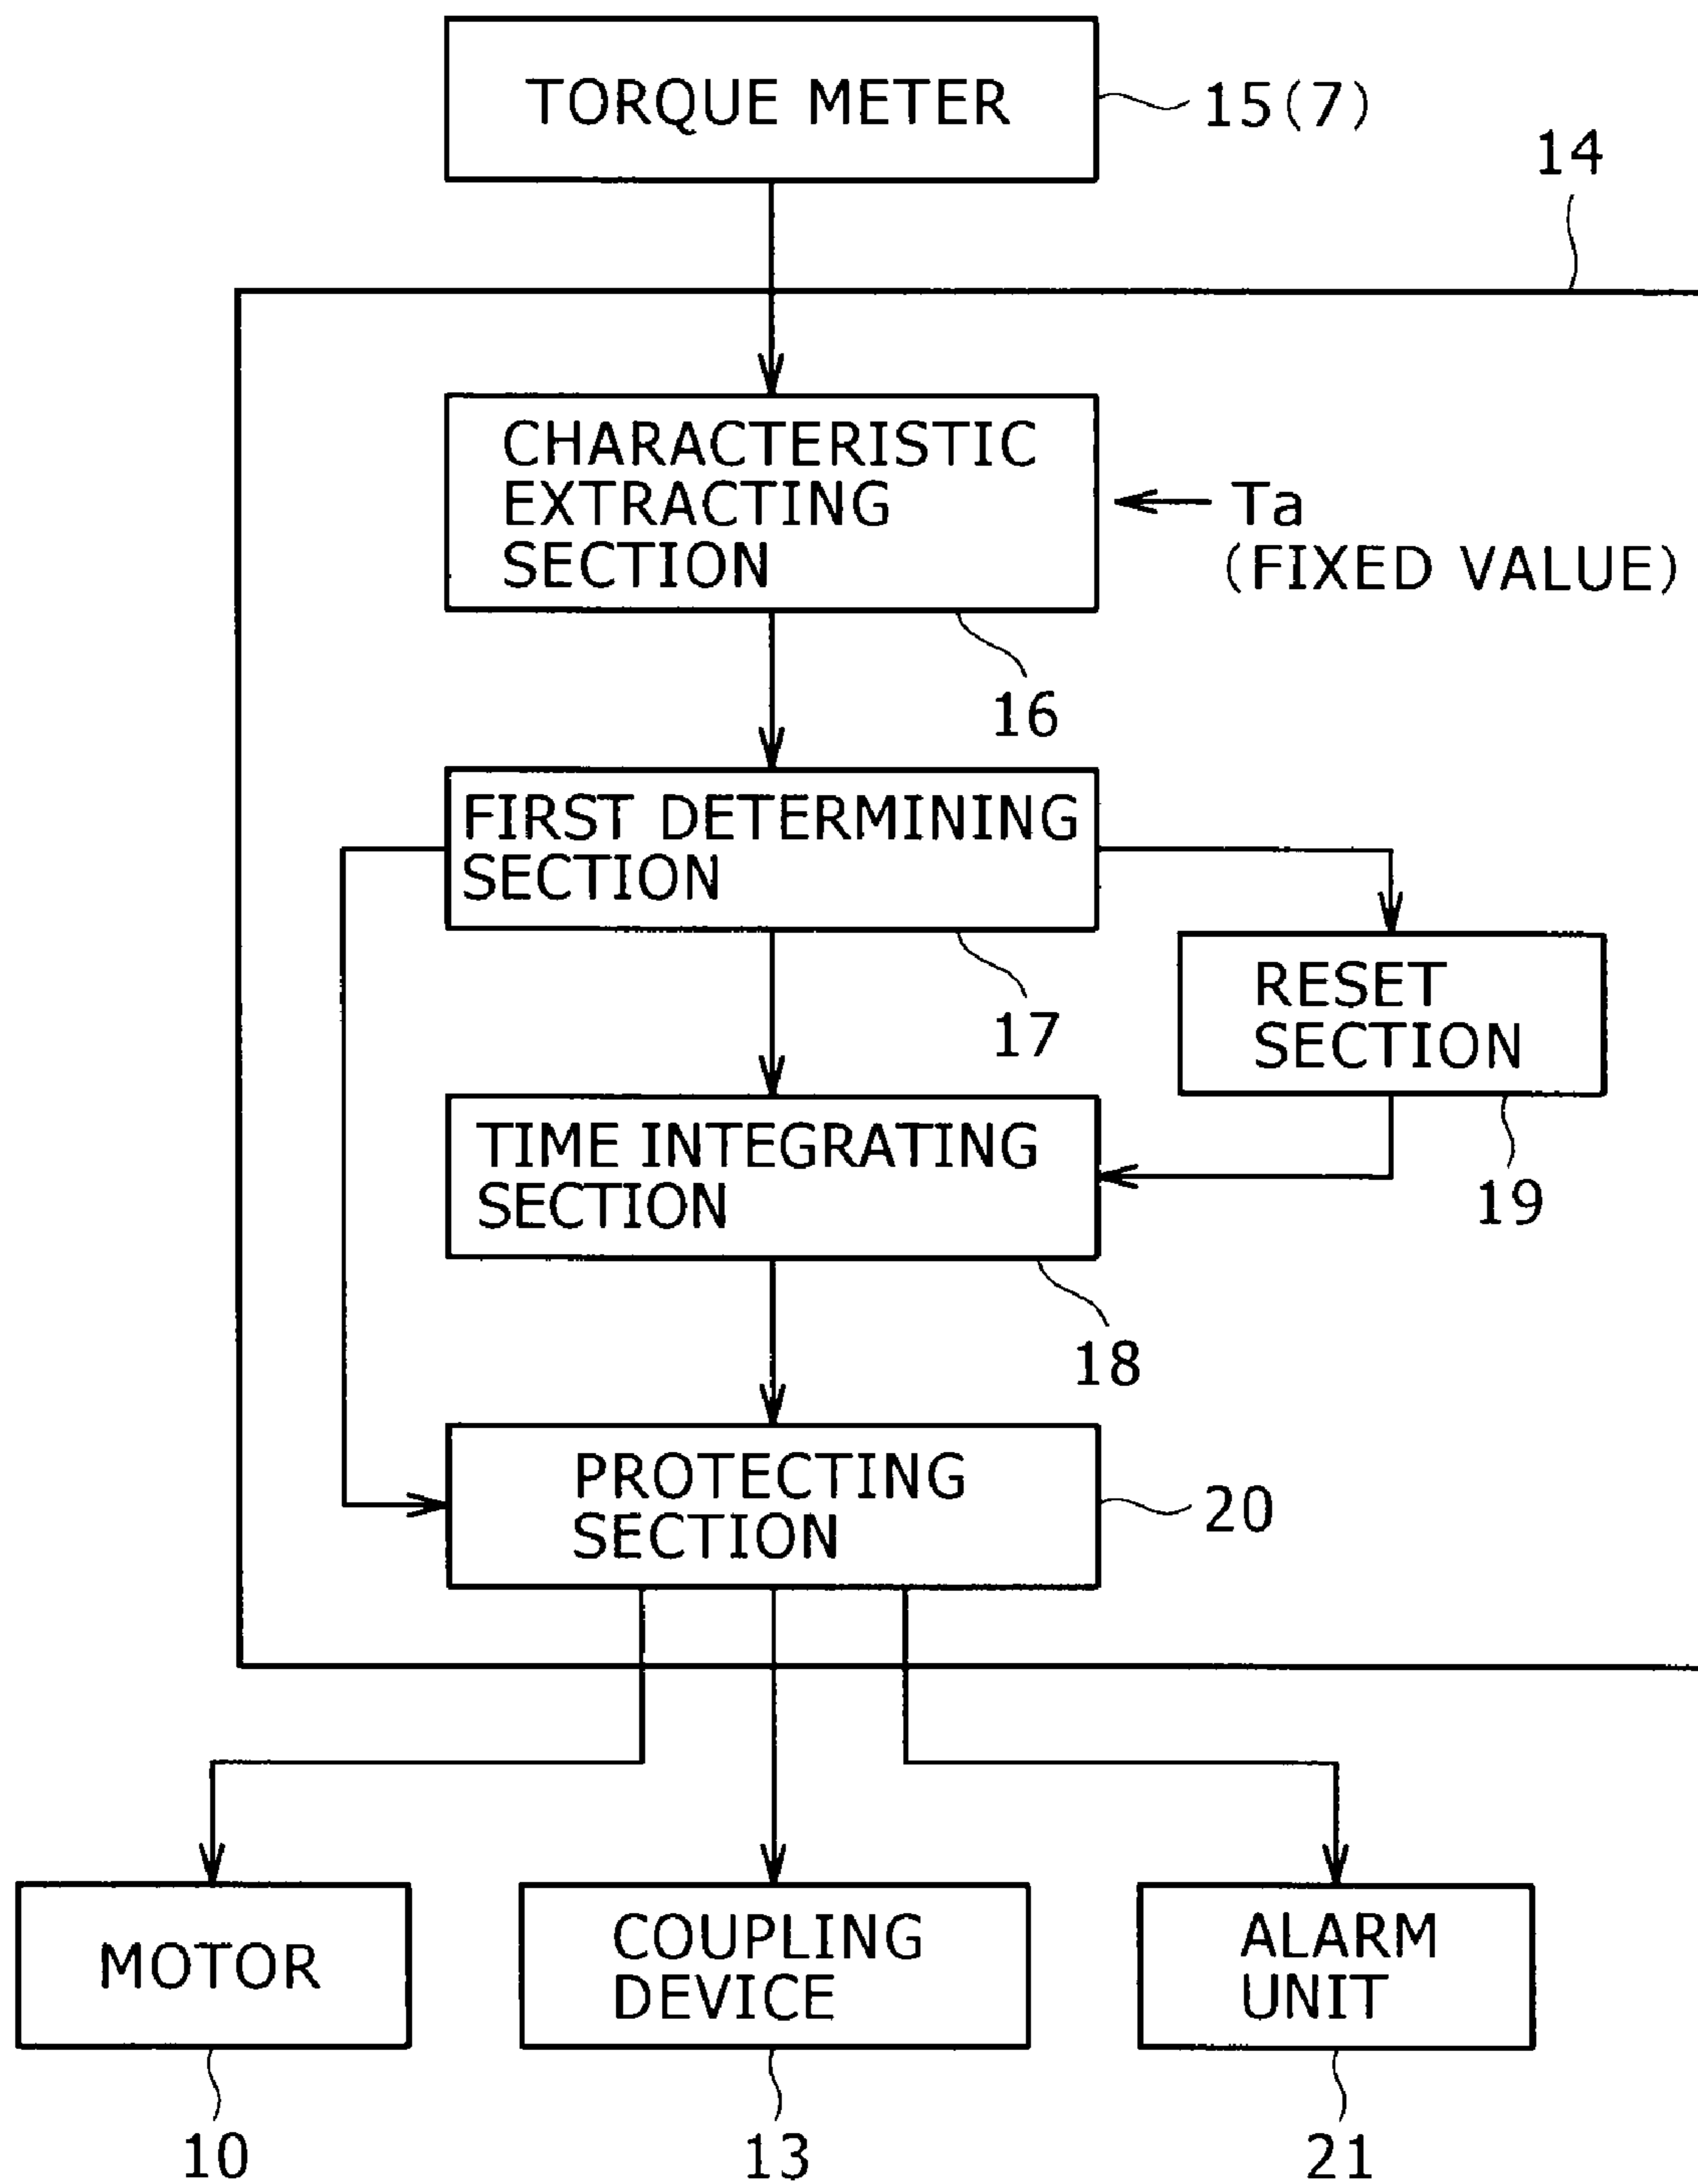 TORQUE METER
15(7)
14
CHARACTERISTIC
EXTRACTING
SECTION
Ta
(FIXED VALUE)
16
FIRST DETERMINING
SECTION
17
RESET
SECTION
19
TIME INTEGRATING
SECTION
18
PROTECTING
SECTION
20
MOTOR
COUPLING
DEVICE
ALARM
UNIT
10
13
21